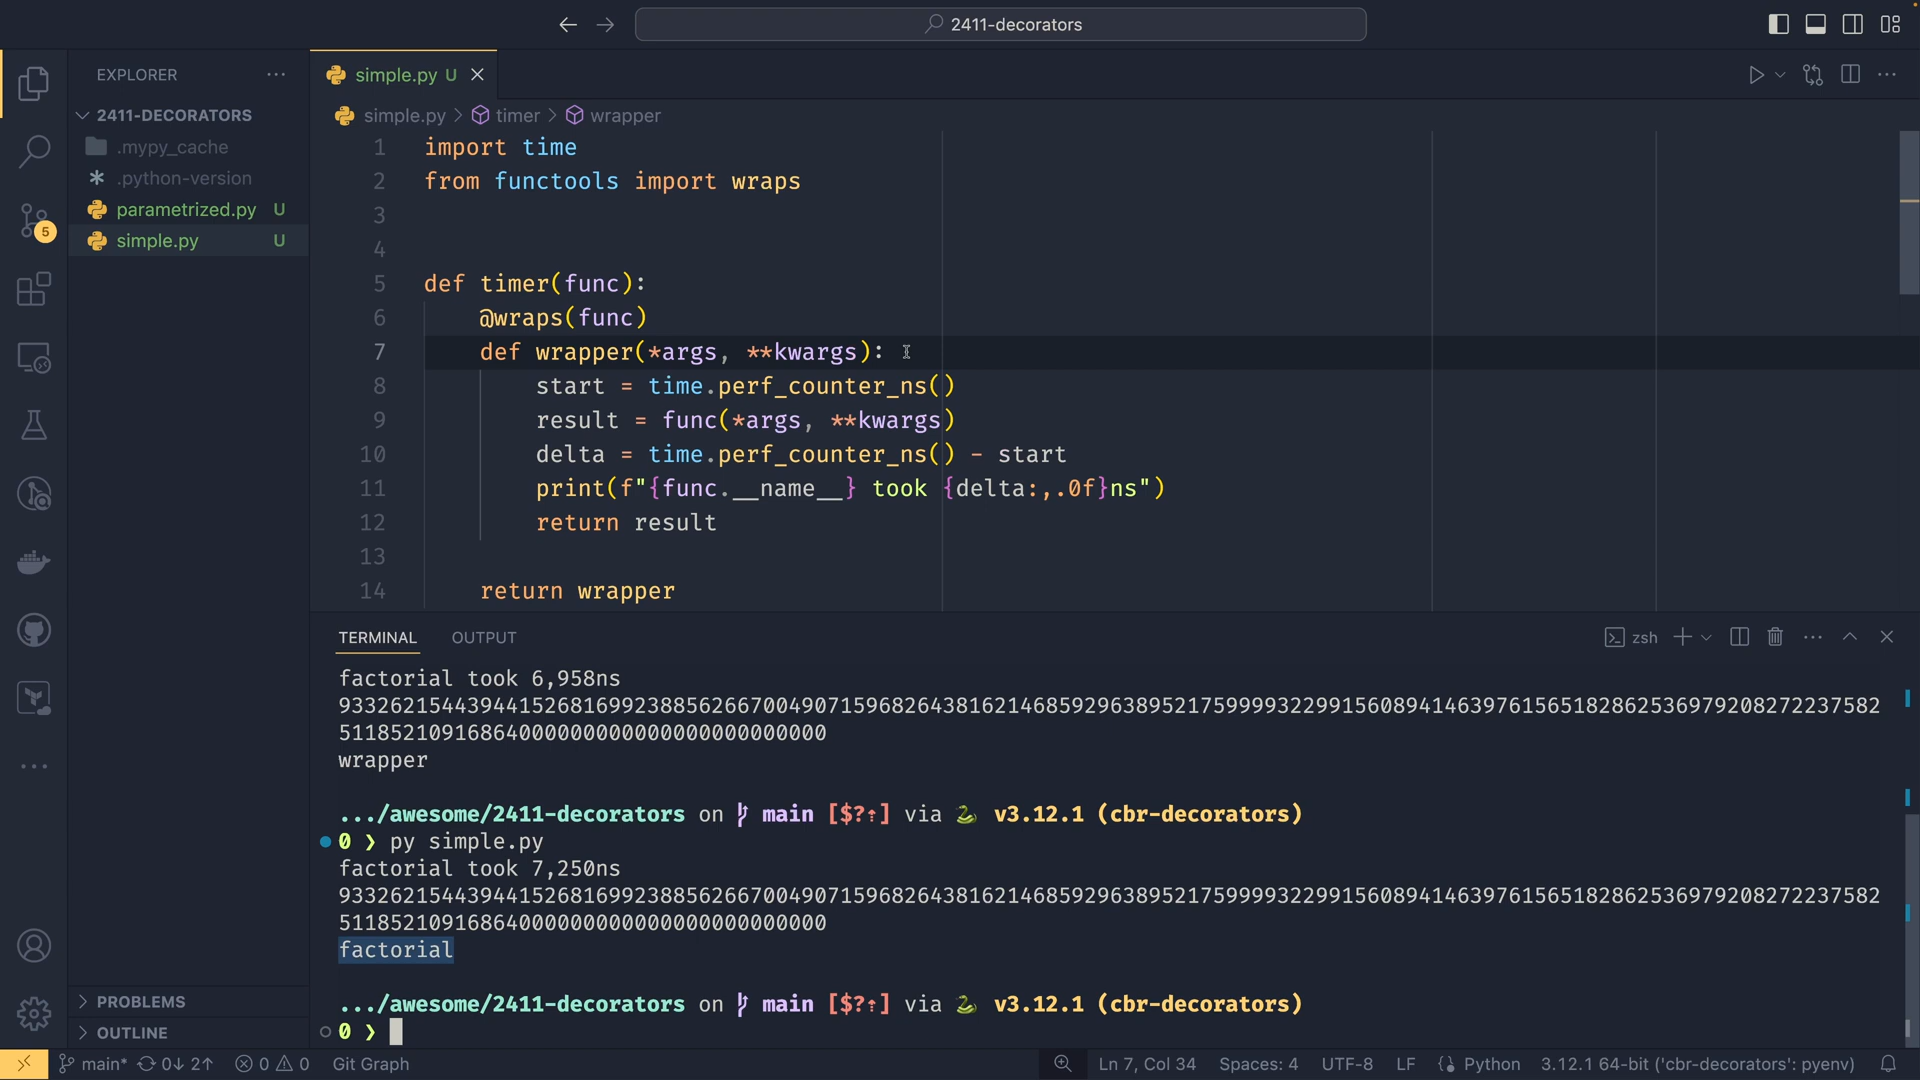 2411-decorators
EXPLORER
2411-DECORATORS
.mypy_cache
.python-version
parametrized.py U
simple.py U
5
PROBLEMS
OUTLINE
simple.py U
simple.py > timer > wrapper
1 import time
2 from functools import wraps
3
4
5 def timer(func):
6 @wraps(func)
7 def wrapper(*args, **kwargs):
8 start = time.perf_counter_ns()
9 result = func(*args, **kwargs)
10 delta = time.perf_counter_ns() - start
11 print(f"{func.__name__} took {delta:,.0f}ns")
12 return result
13
14 return wrapper
TERMINAL OUTPUT
zsh
factorial took 6,958ns
93326215443944152681699238856266700490715968264381621468592963895217599993229915608941463976156518286253697920827223758​2
51185210916864000000000000000000000000
wrapper
.../awesome/2411-decorators on main [$?⇡] via 🐍 v3.12.1 (cbr-decorators)
0 ❯ py simple.py
factorial took 7,250ns
933262154439441526816992388562667004907159682643816214685929638952175999932299156089414639761565182862536979208272237582
51185210916864000000000000000000000000
factorial
.../awesome/2411-decorators on main [$?⇡] via 🐍 v3.12.1 (cbr-decorators)
0 ❯
main* 0↓ 2↑ 0 0 Git Graph Ln 7, Col 34 Spaces: 4 UTF-8 LF Python 3.12.1 64-bit ('cbr-decorators': pyenv)